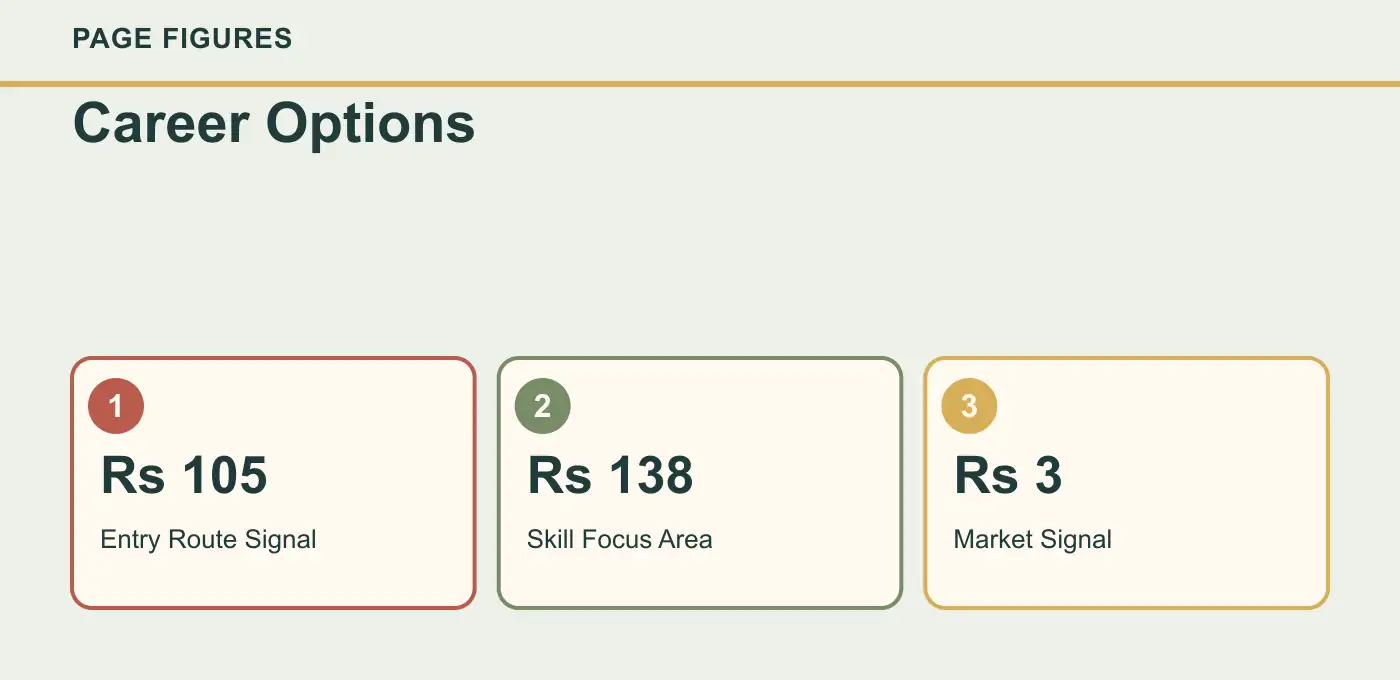 PAGE FIGURES
Career Options
1
Rs 105
Entry Route Signal
2
Rs 138
Skill Focus Area
3
Rs 3
Market Signal